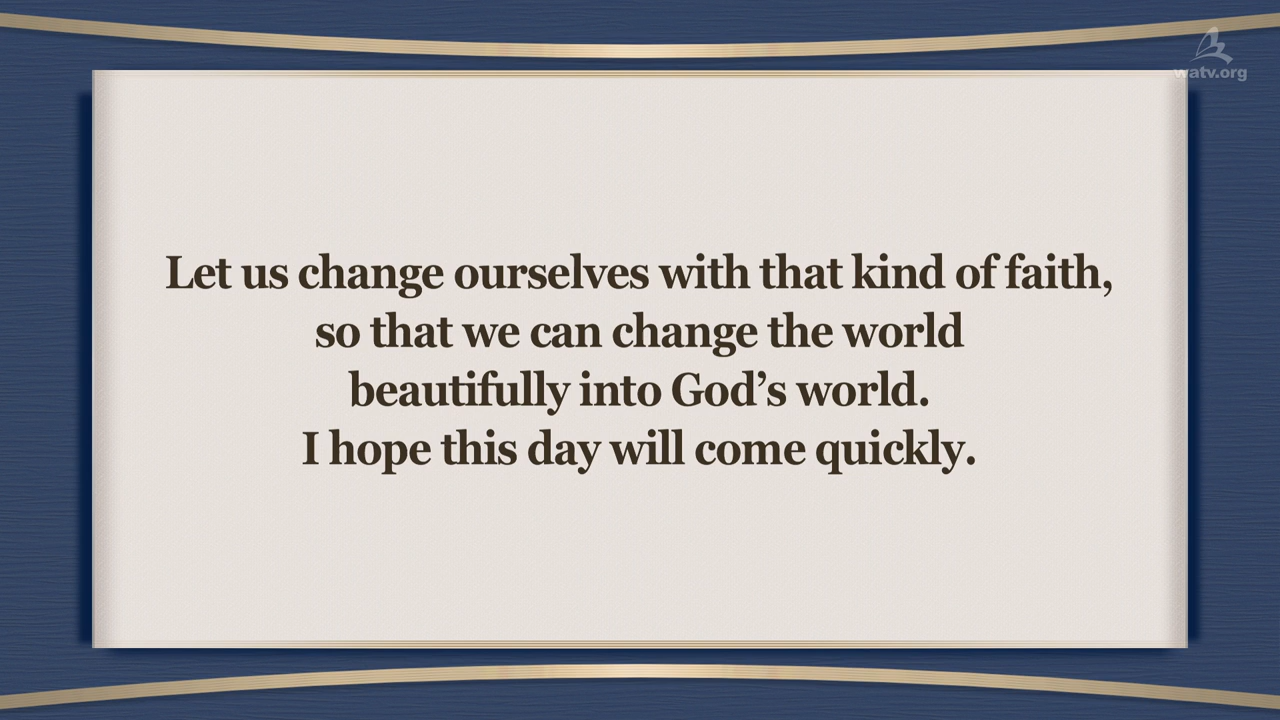 watv.org
Let us change ourselves with that kind of faith,
so that we can change the world
beautifully into God’s world.
I hope this day will come quickly.